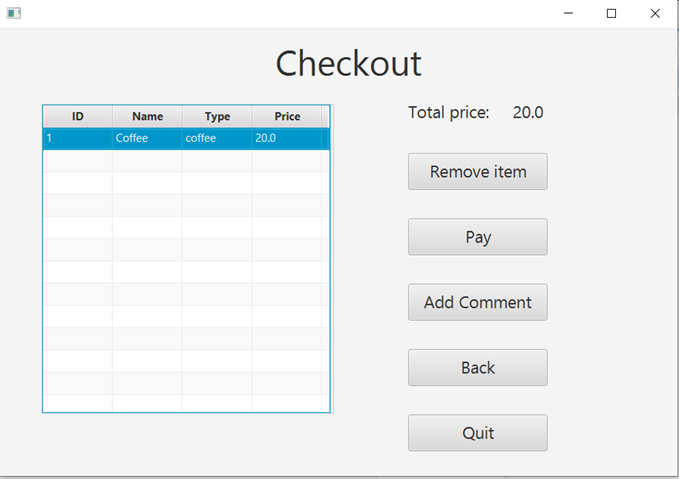 Checkout
ID Name Type Price
1 Coffee coffee 20.0
Total price: 20.0
Remove item
Pay
Add Comment
Back
Quit